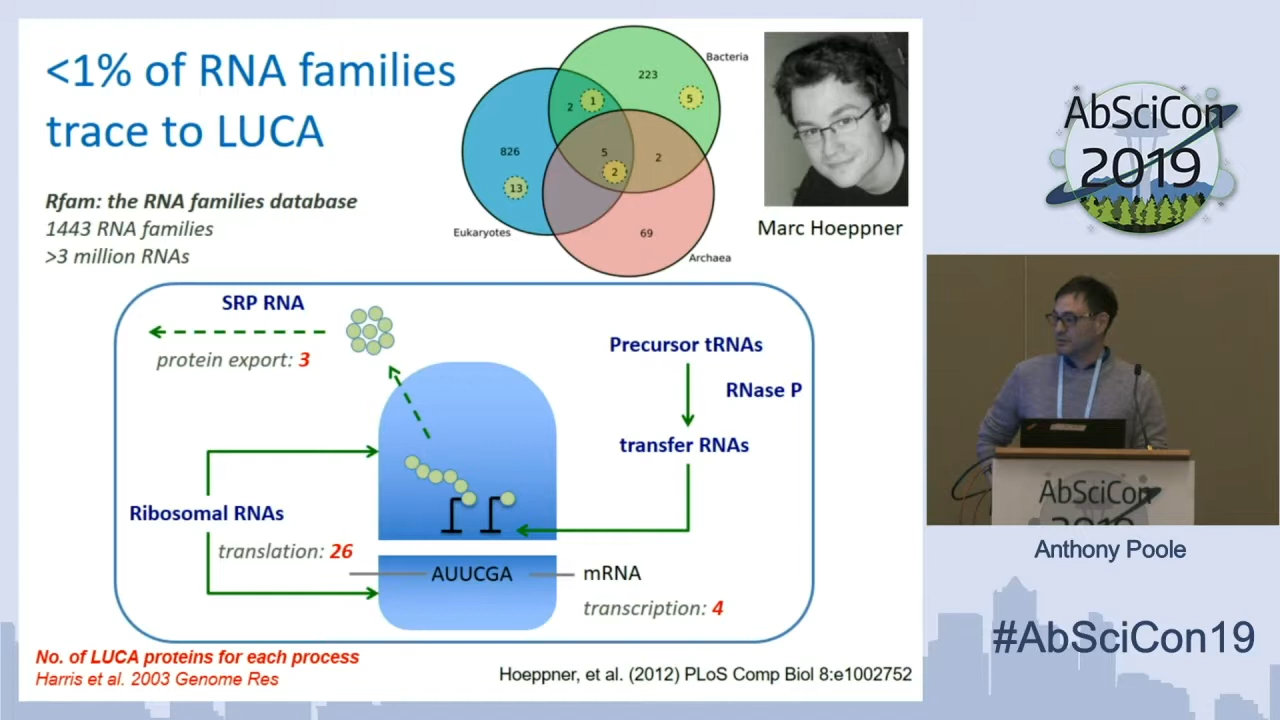 <1% of RNA families
trace to LUCA
Rfam: the RNA families database
1443 RNA families
>3 million RNAs
Bacteria
223
5
2
1
826
5
2
2
13
Eukaryotes
69
Archaea
Marc Hoeppner
SRP RNA
protein export: 3
Precursor tRNAs
RNase P
transfer RNAs
Ribosomal RNAs
translation: 26
AUUCGA
mRNA
transcription: 4
No. of LUCA proteins for each process
Harris et al. 2003 Genome Res
Hoeppner, et al. (2012) PLoS Comp Biol 8:e1002752
AbSciCon
2019
AbSciCon
2019
Anthony Poole
#AbSciCon19